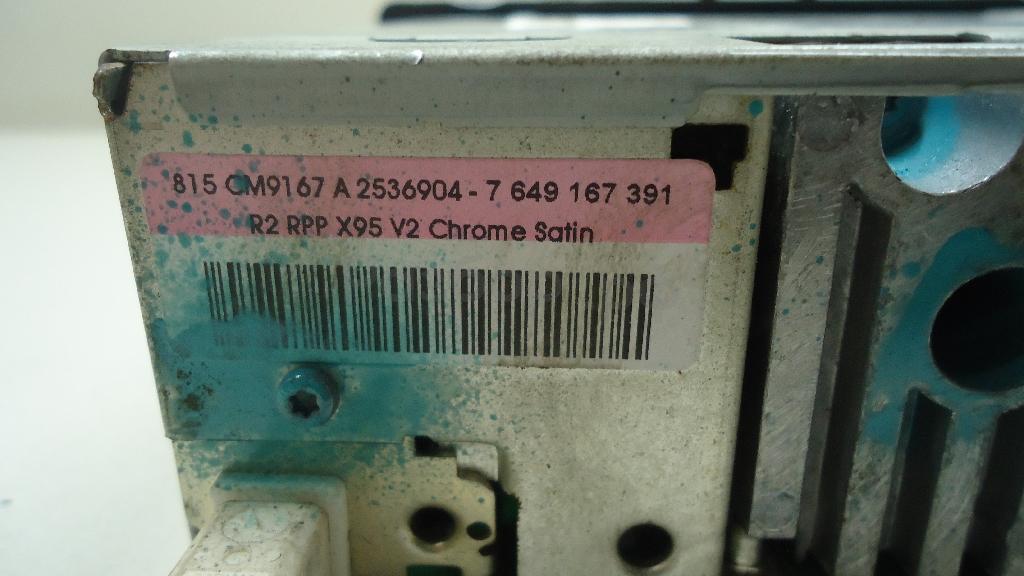 815 CM9167 A 2536904 - 7 649 167 391
R2 RPP X95 V2 Chrome Satin